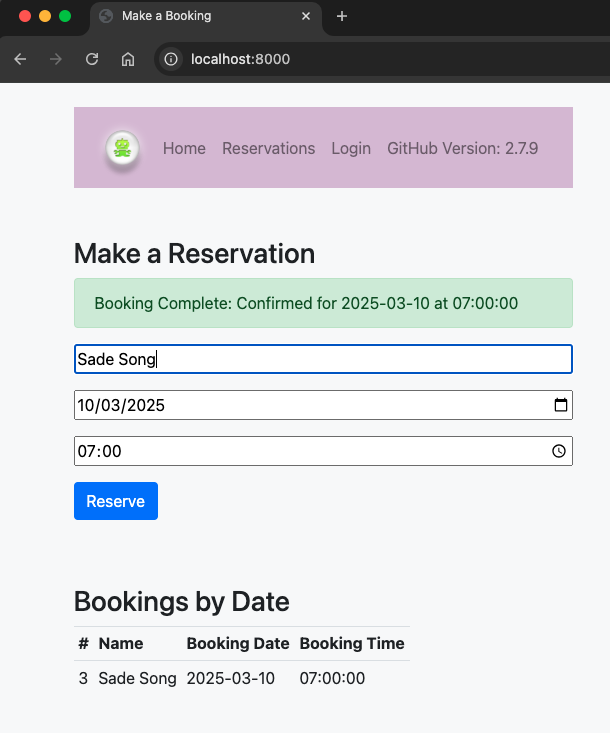 Make a Booking
localhost:8000
Home Reservations Login GitHub Version: 2.7.9
Make a Reservation
Booking Complete: Confirmed for 2025-03-10 at 07:00:00
Sade Song
10/03/2025
07:00
Reserve
Bookings by Date
# Name Booking Date Booking Time
3 Sade Song 2025-03-10 07:00:00